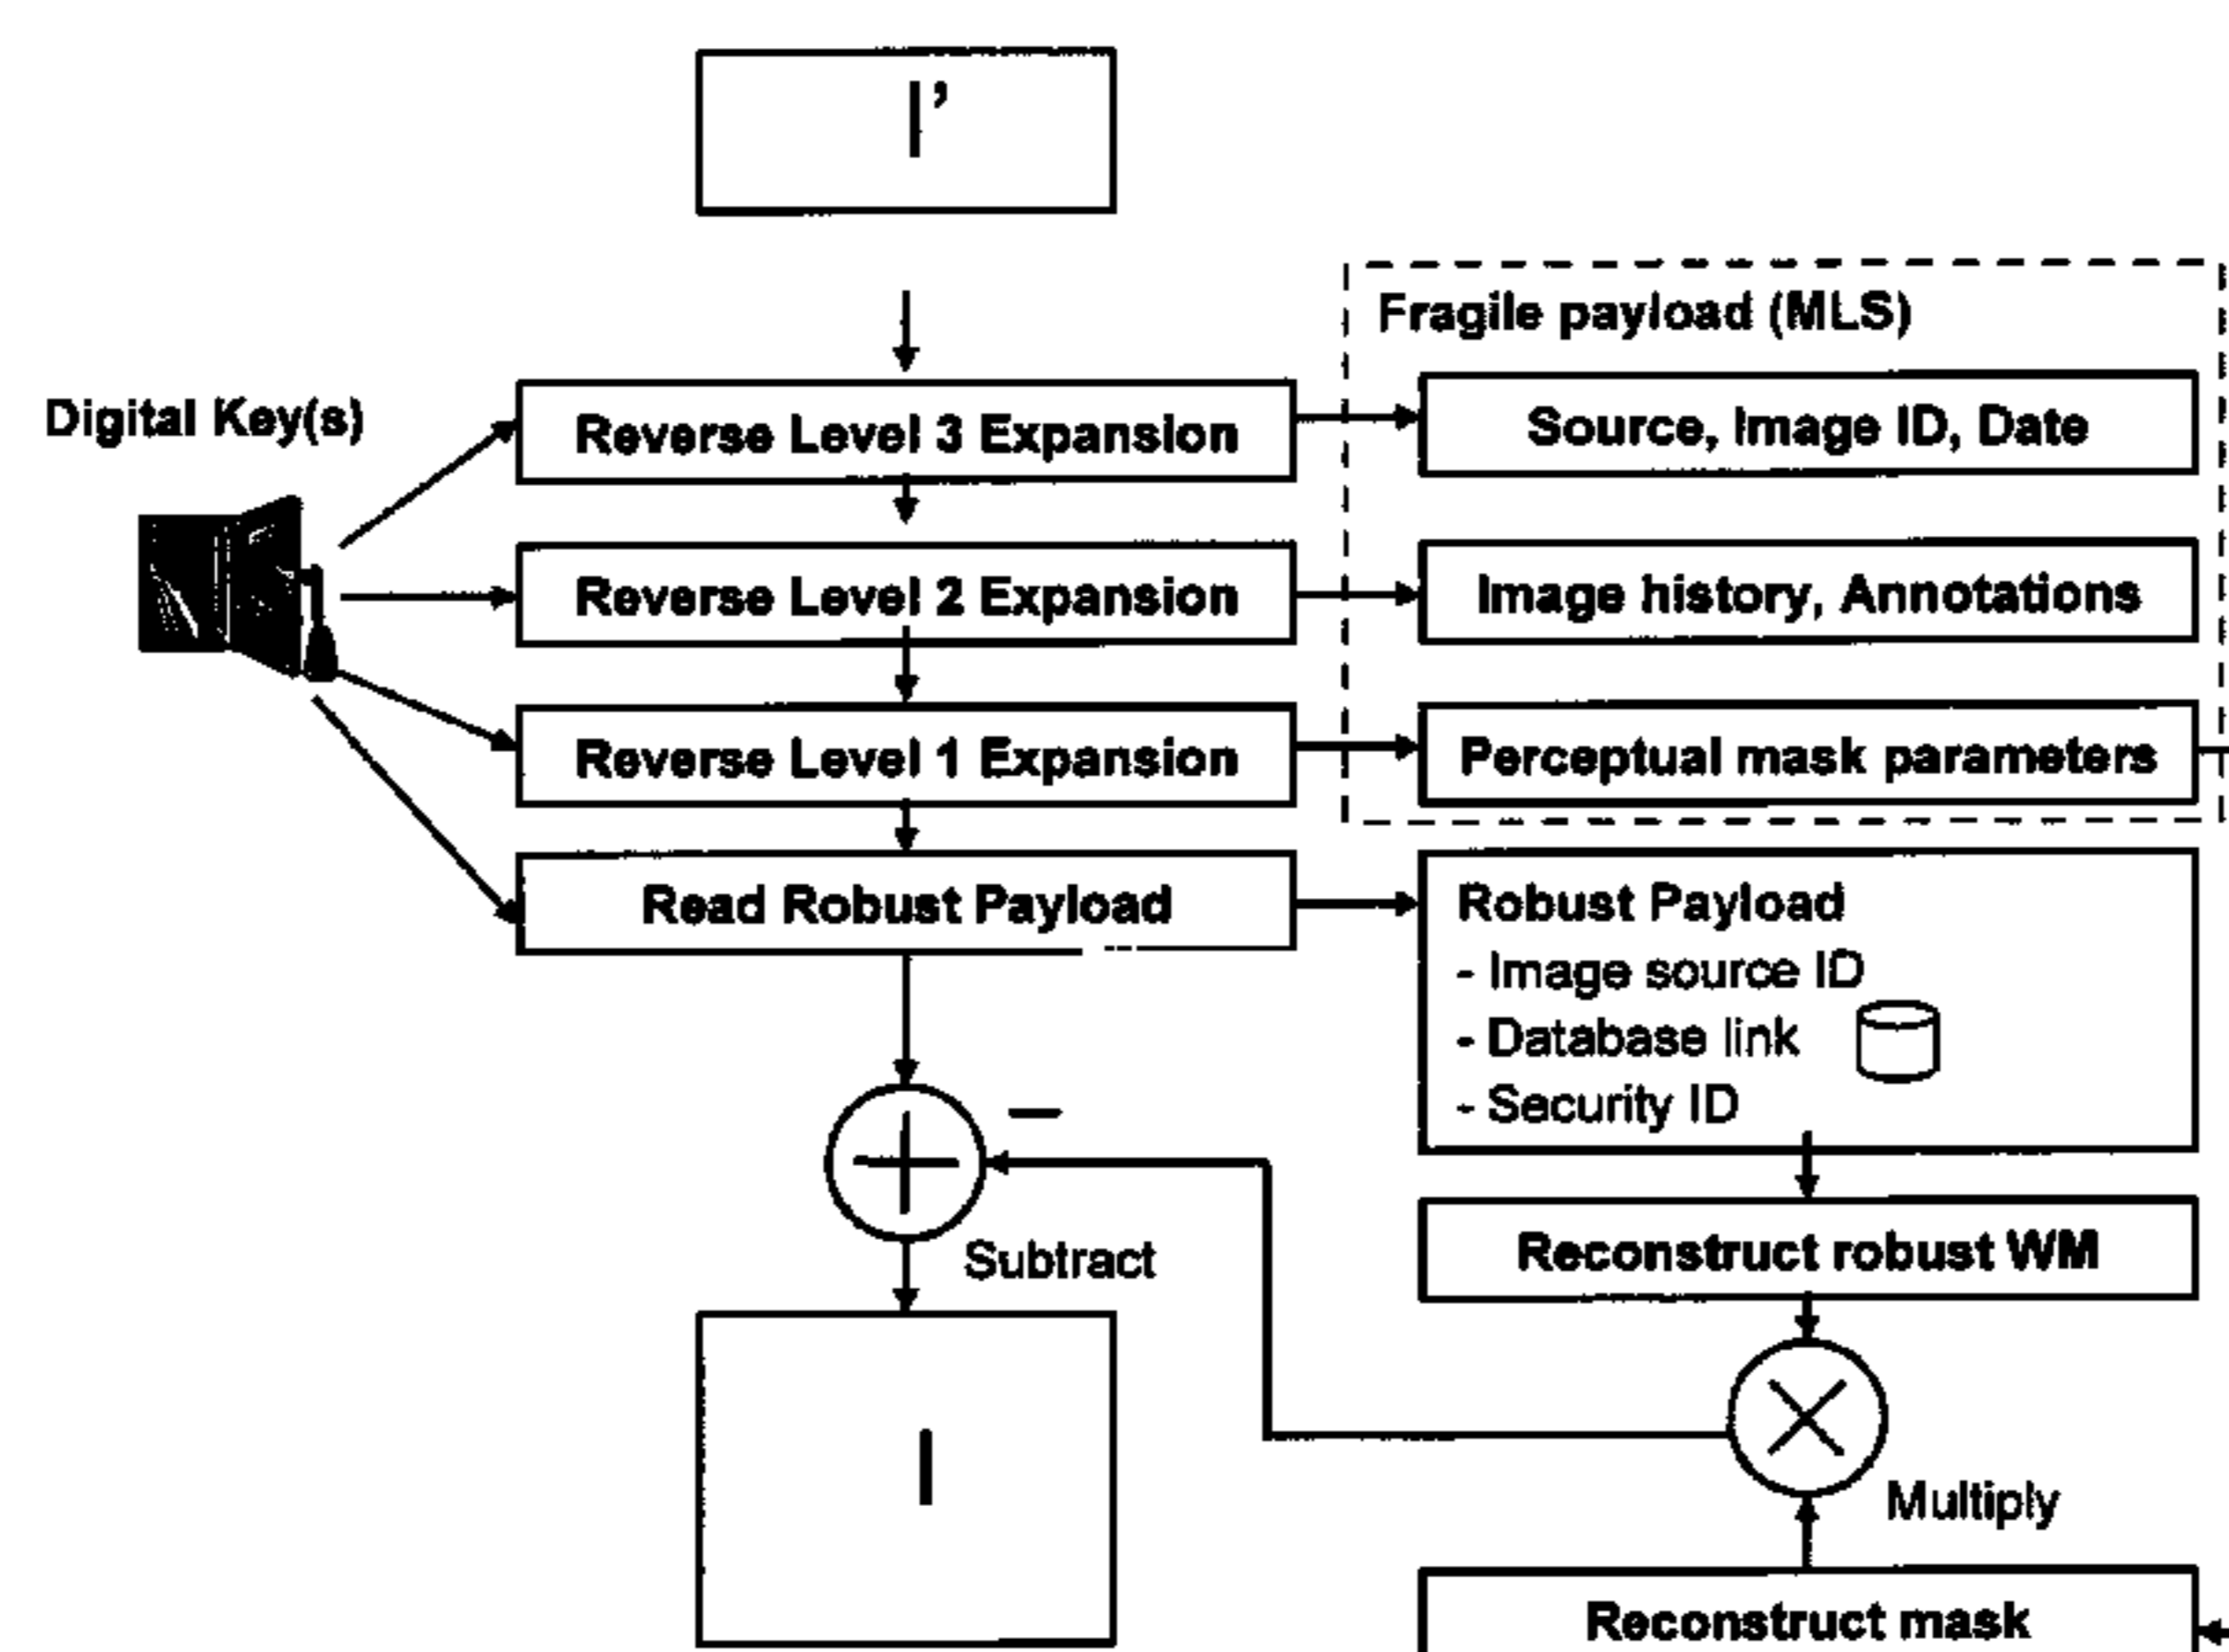 I’
Fragile payload (MLS)
Digital Key(s)
Reverse Level 3 Expansion
Source, Image ID, Date
Reverse Level 2 Expansion
Image history, Annotations
Reverse Level 1 Expansion
Perceptual mask parameters
Read Robust Payload
Robust Payload
- Image source ID
- Database link
- Security ID
Subtract
Reconstruct robust WM
I
Multiply
Reconstruct mask